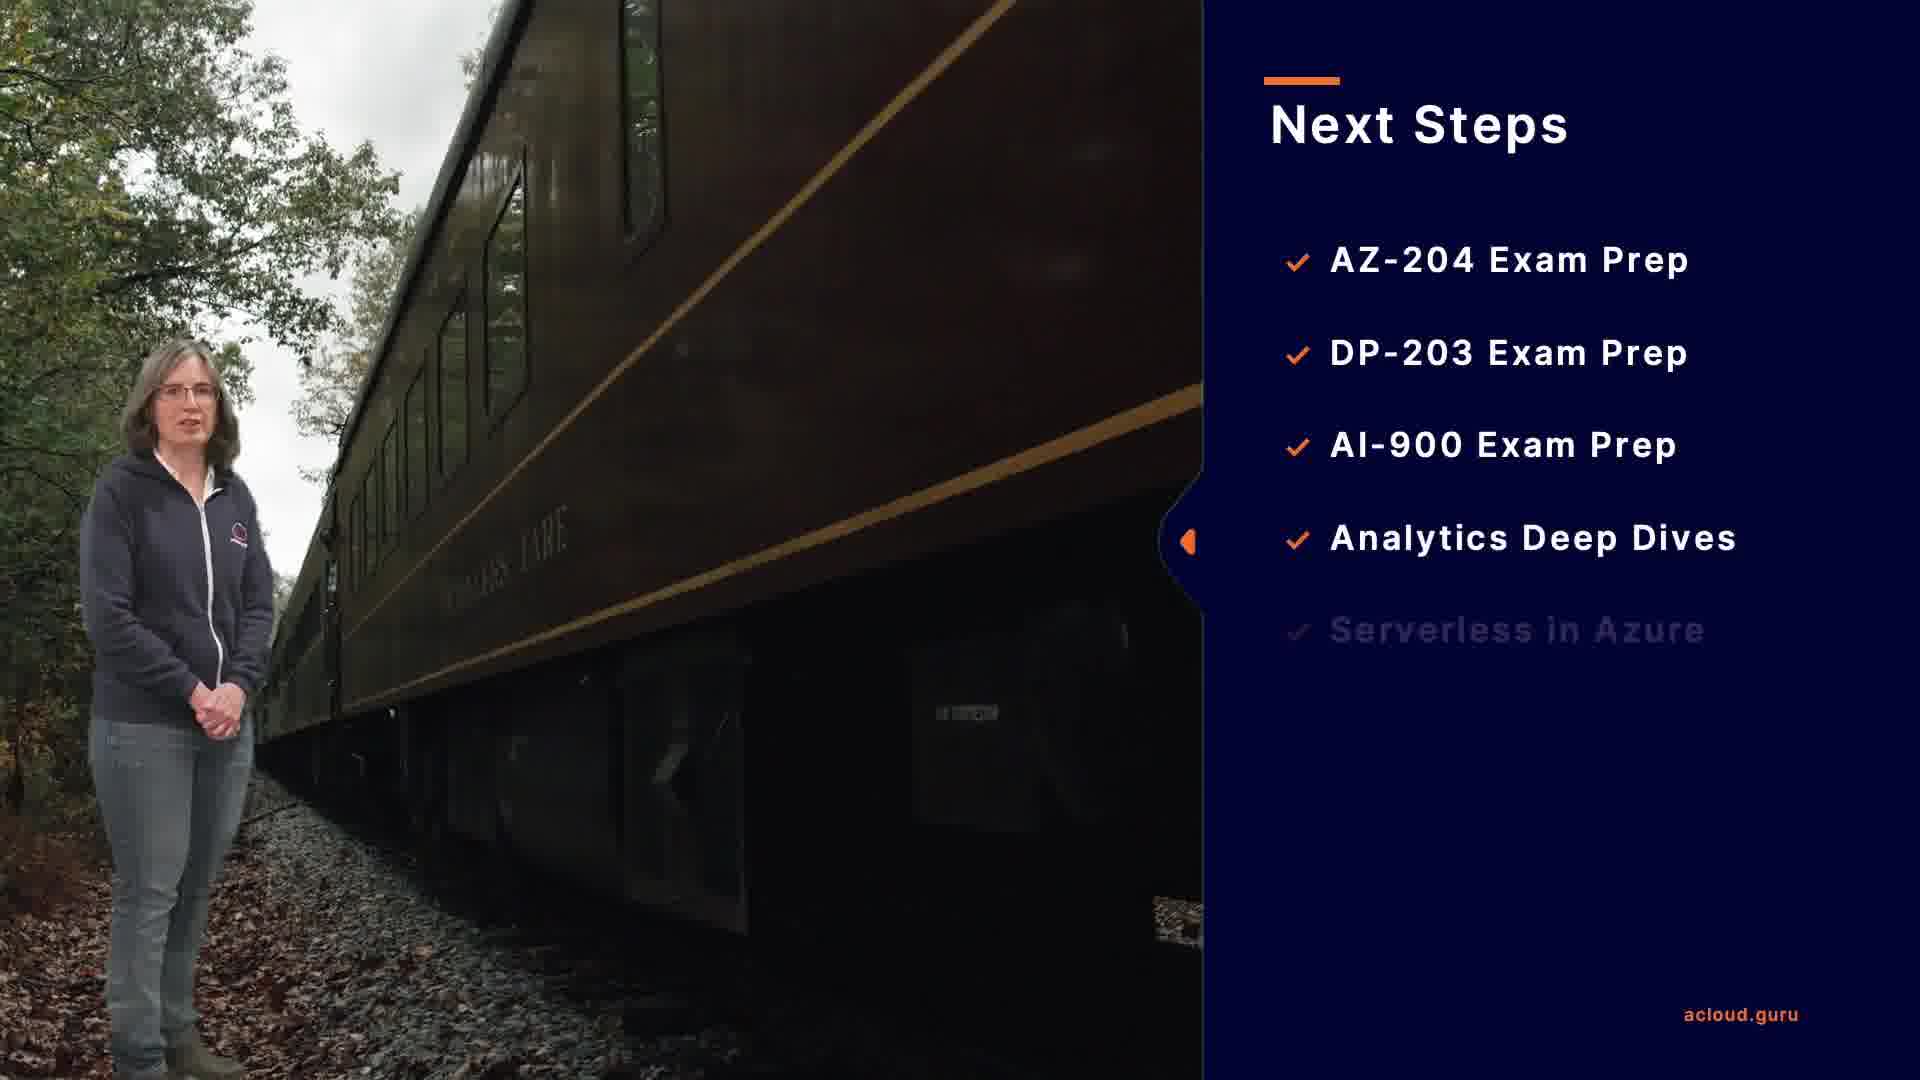 Next Steps
AZ-204 Exam Prep
DP-203 Exam Prep
AI-900 Exam Prep
Analytics Deep Dives
Serverless in Azure
acloud.guru